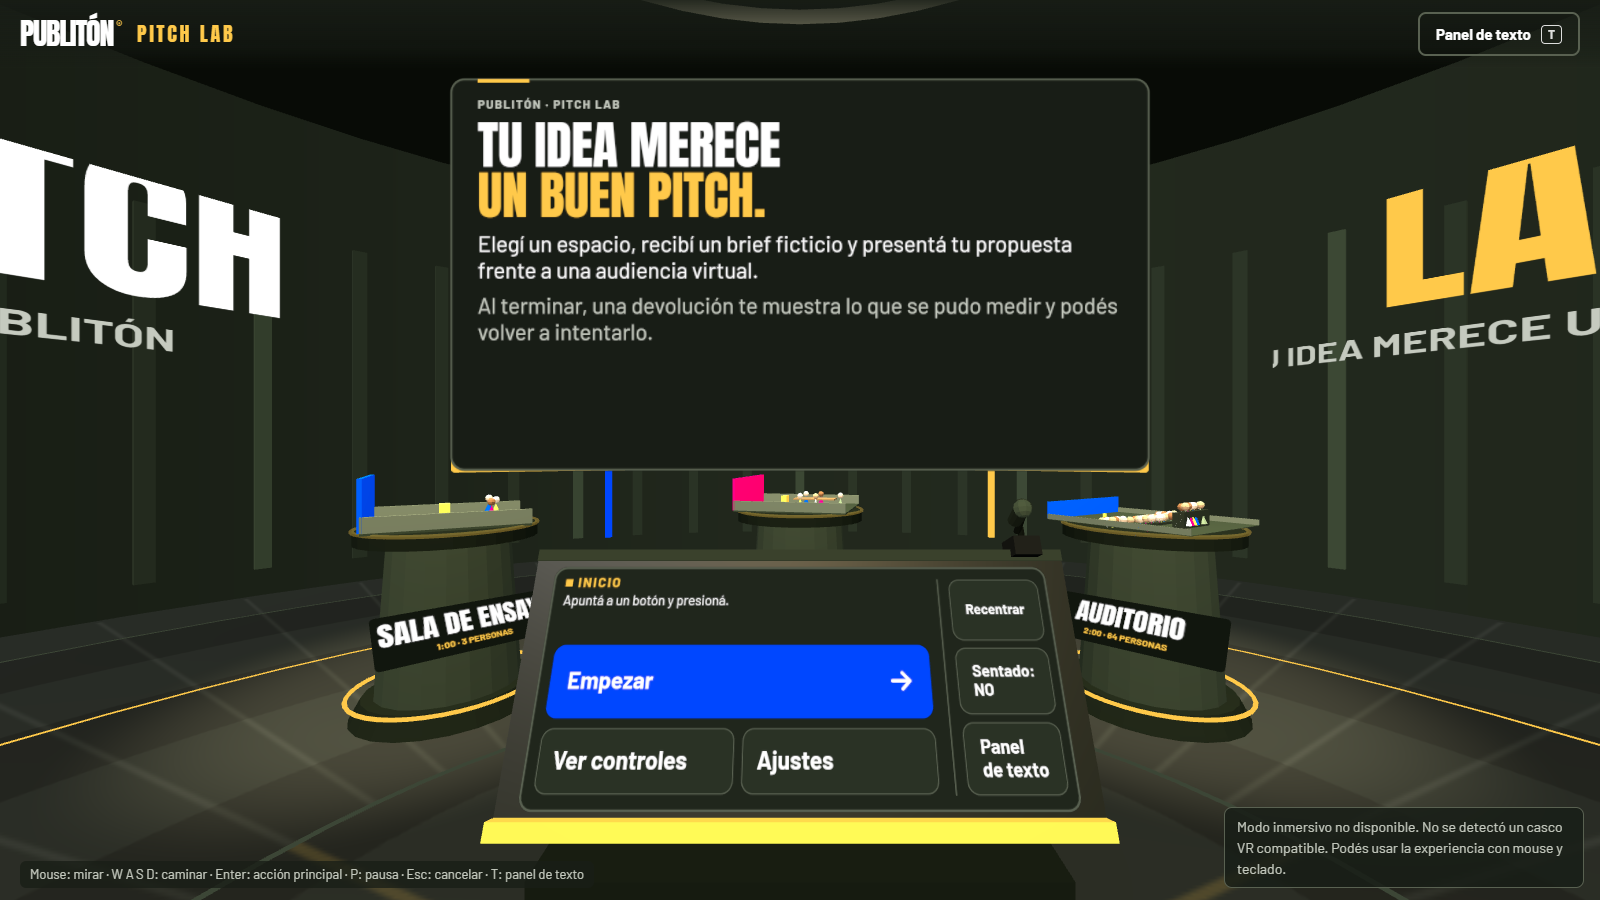 PUBLITÓN PITCH LAB
Panel de texto T
PUBLITÓN · PITCH LAB
TU IDEA MERECE
UN BUEN PITCH.
Elegí un espacio, recibí un brief ficticio y presentá tu propuesta
frente a una audiencia virtual.
Al terminar, una devolución te muestra lo que se pudo medir y podés
volver a intentarlo.
TCH
BLITÓN
LA
IDEA MERECE U
SALA DE ENSA
1:00 · 3 PERSONAS
AUDITORIO
2:00 · 64 PERSONAS
INICIO
Apuntá a un botón y presioná.
Empezar
Ver controles
Ajustes
Recentrar
Sentado:
NO
Panel
de texto
Mouse: mirar · W A S D: caminar · Enter: acción principal · P: pausa · Esc: cancelar · T: panel de texto
Modo inmersivo no disponible. No se detectó un casco
VR compatible. Podés usar la experiencia con mouse y
teclado.